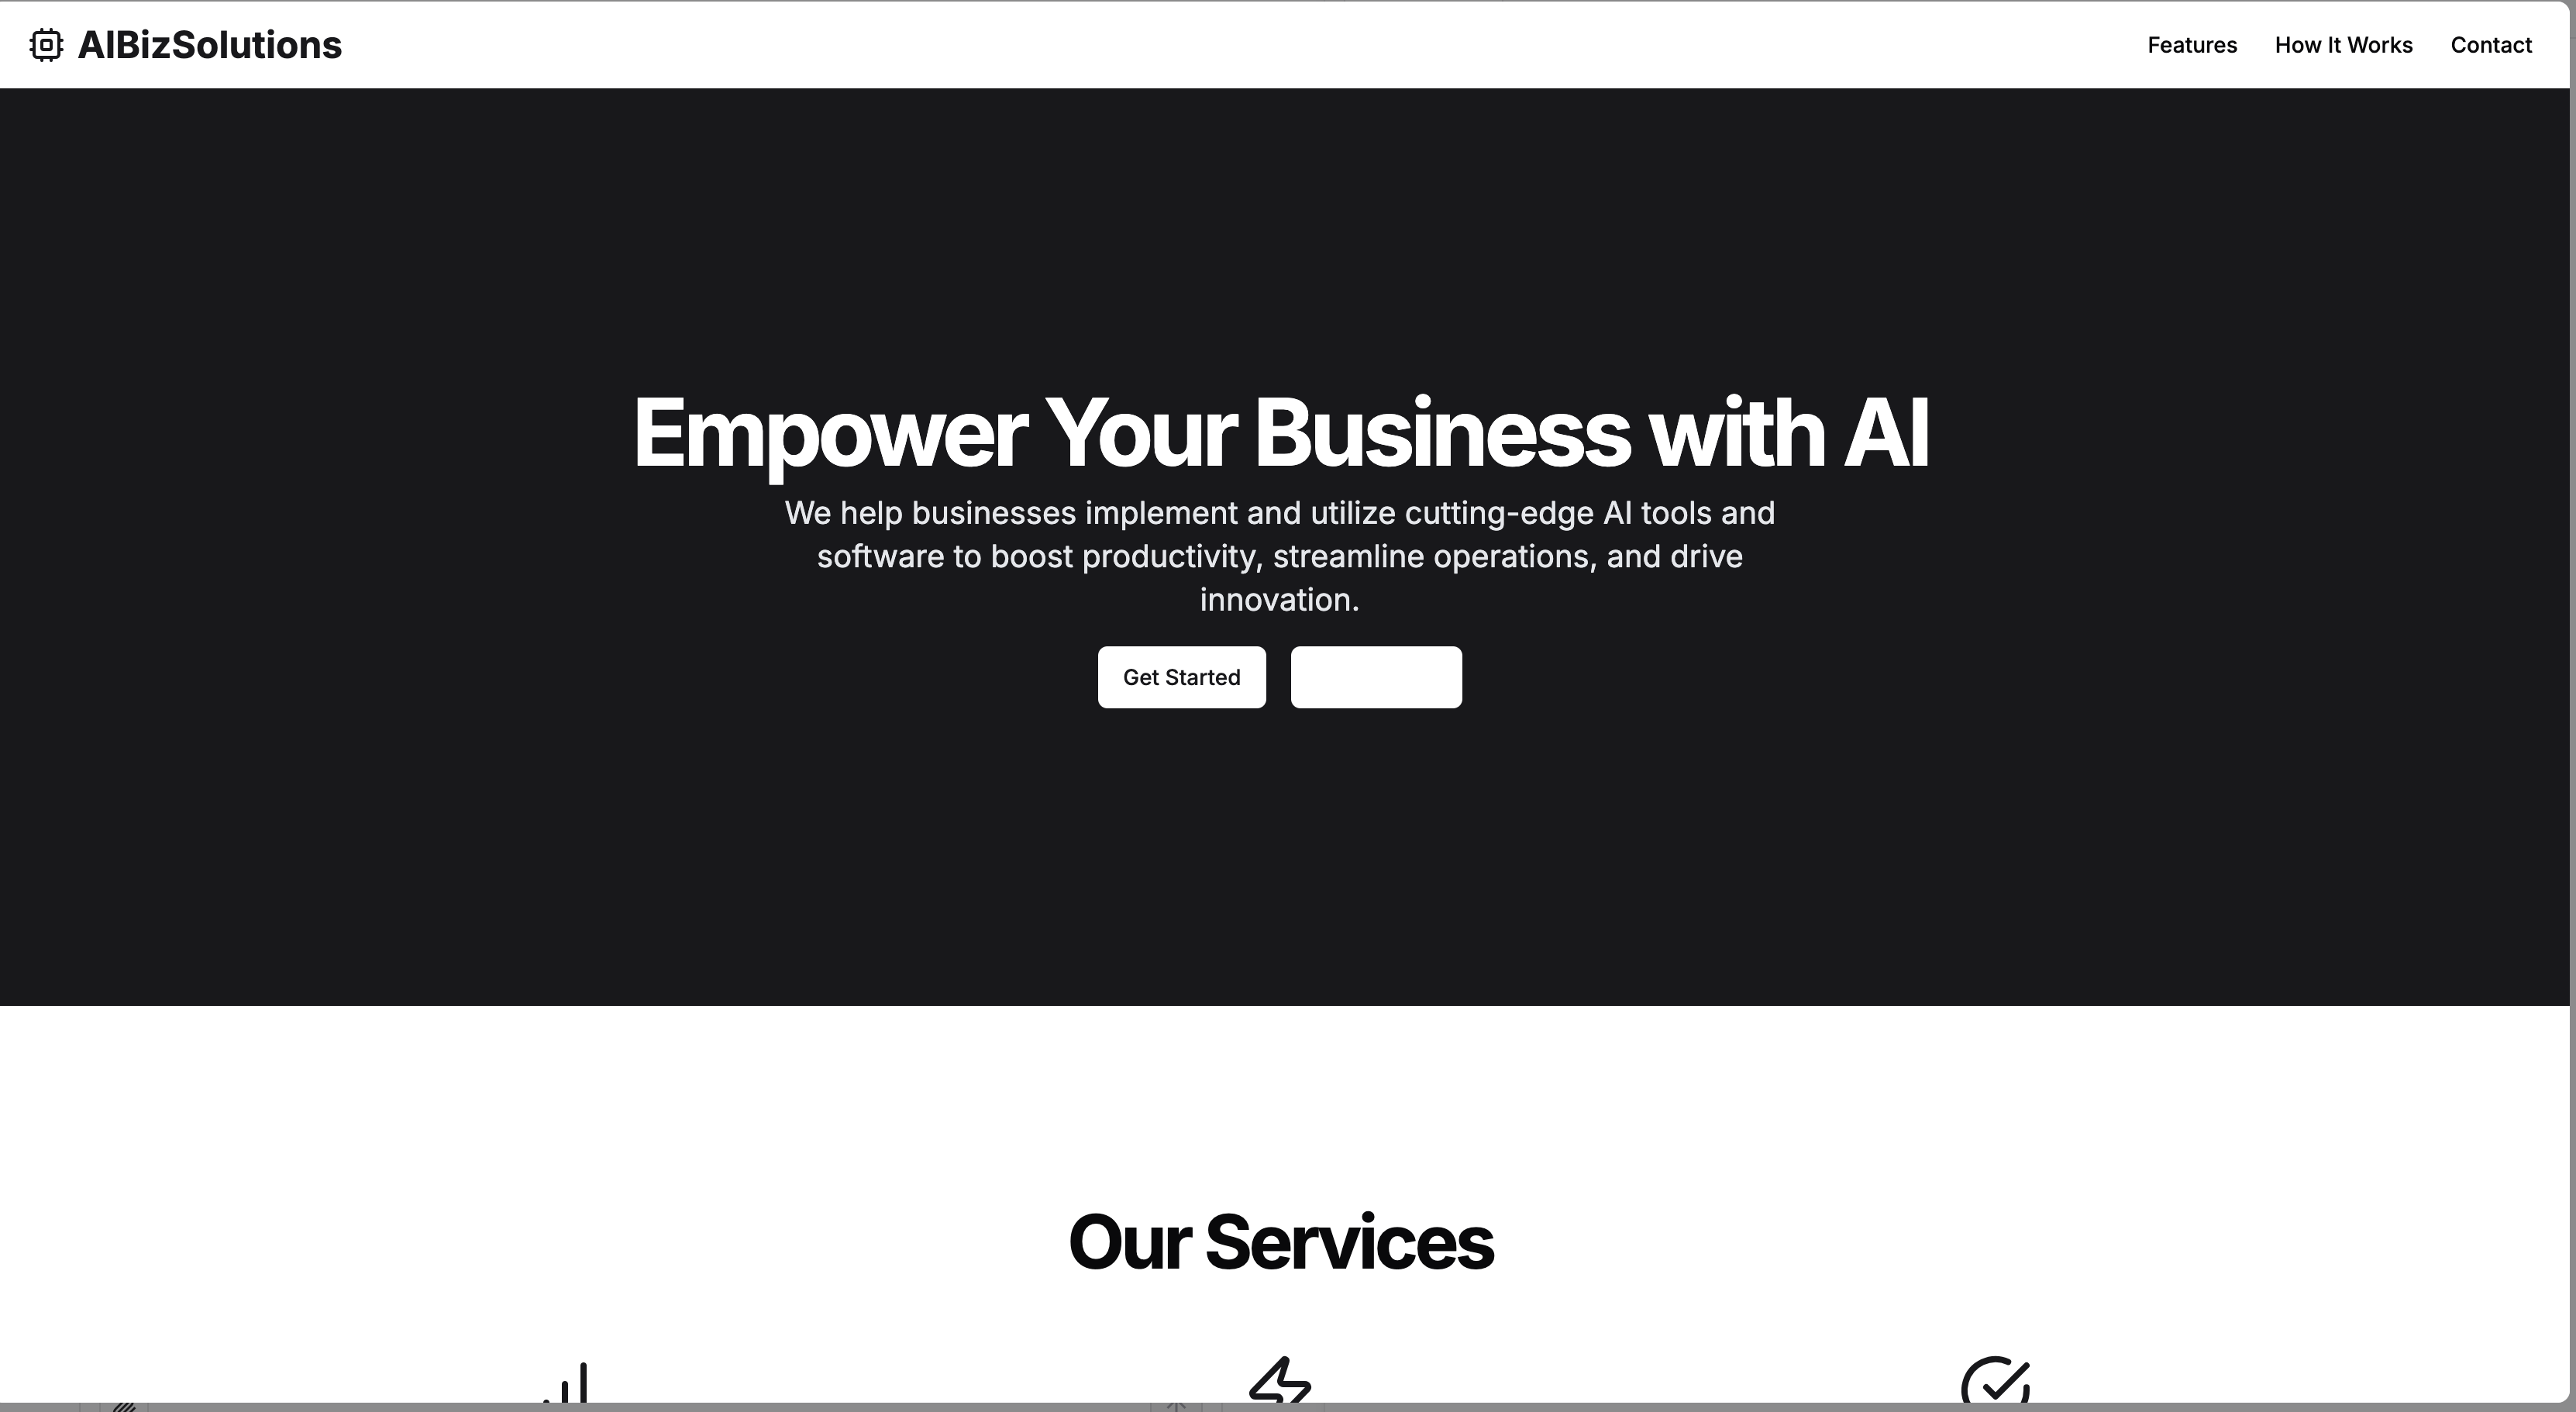 AIBizSolutions
Features
How It Works
Contact
Empower Your Business with AI
We help businesses implement and utilize cutting-edge AI tools and
software to boost productivity, streamline operations, and drive
innovation.
Get Started
Our Services